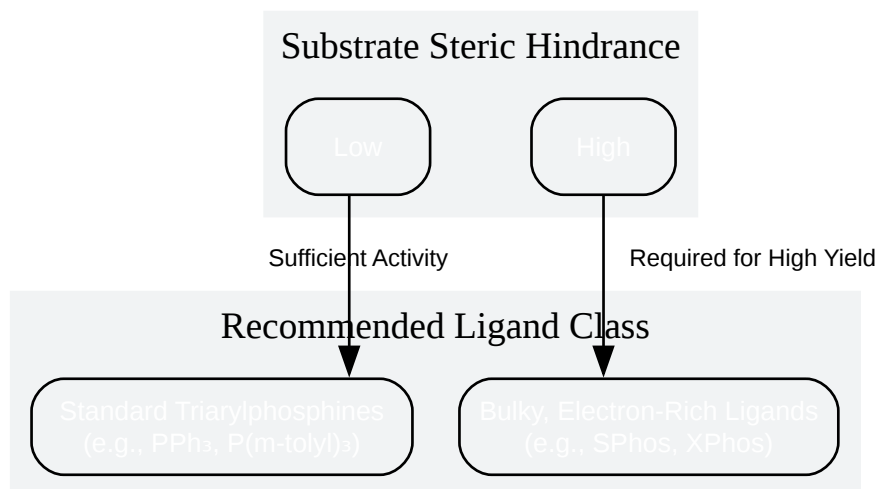 Substrate Steric Hindrance
Low
High
Sufficient Activity
Required for High Yield
Recommended Ligand Class
Standard Triarylphosphines
(e.g., PPh₃, P(m-tolyl)₃)
Bulky, Electron-Rich Ligands
(e.g., SPhos, XPhos)